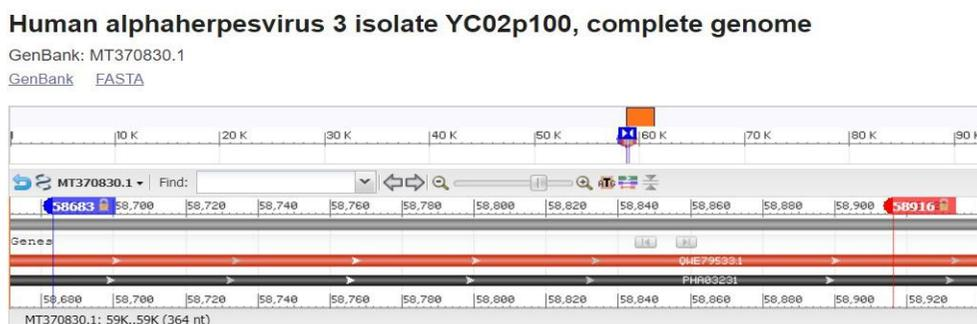 Human alphaherpesvirus 3 isolate YC02p100, complete genome
GenBank: MT370830.1
GenBank FASTA
10 K 20 K 30 K 40 K 50 K 60 K 70 K 80 K 90
MT370830.1 Find:
58683 58,700 58,720 58,740 58,760 58,780 58,800 58,820 58,840 58,860 58,880 58,900 58916
Genes
QWE79533.1
PHA03231
58,680 58,700 58,720 58,740 58,760 58,780 58,800 58,820 58,840 58,860 58,880 58,900 58,920
MT370830.1: 59K..59K (364 nt)